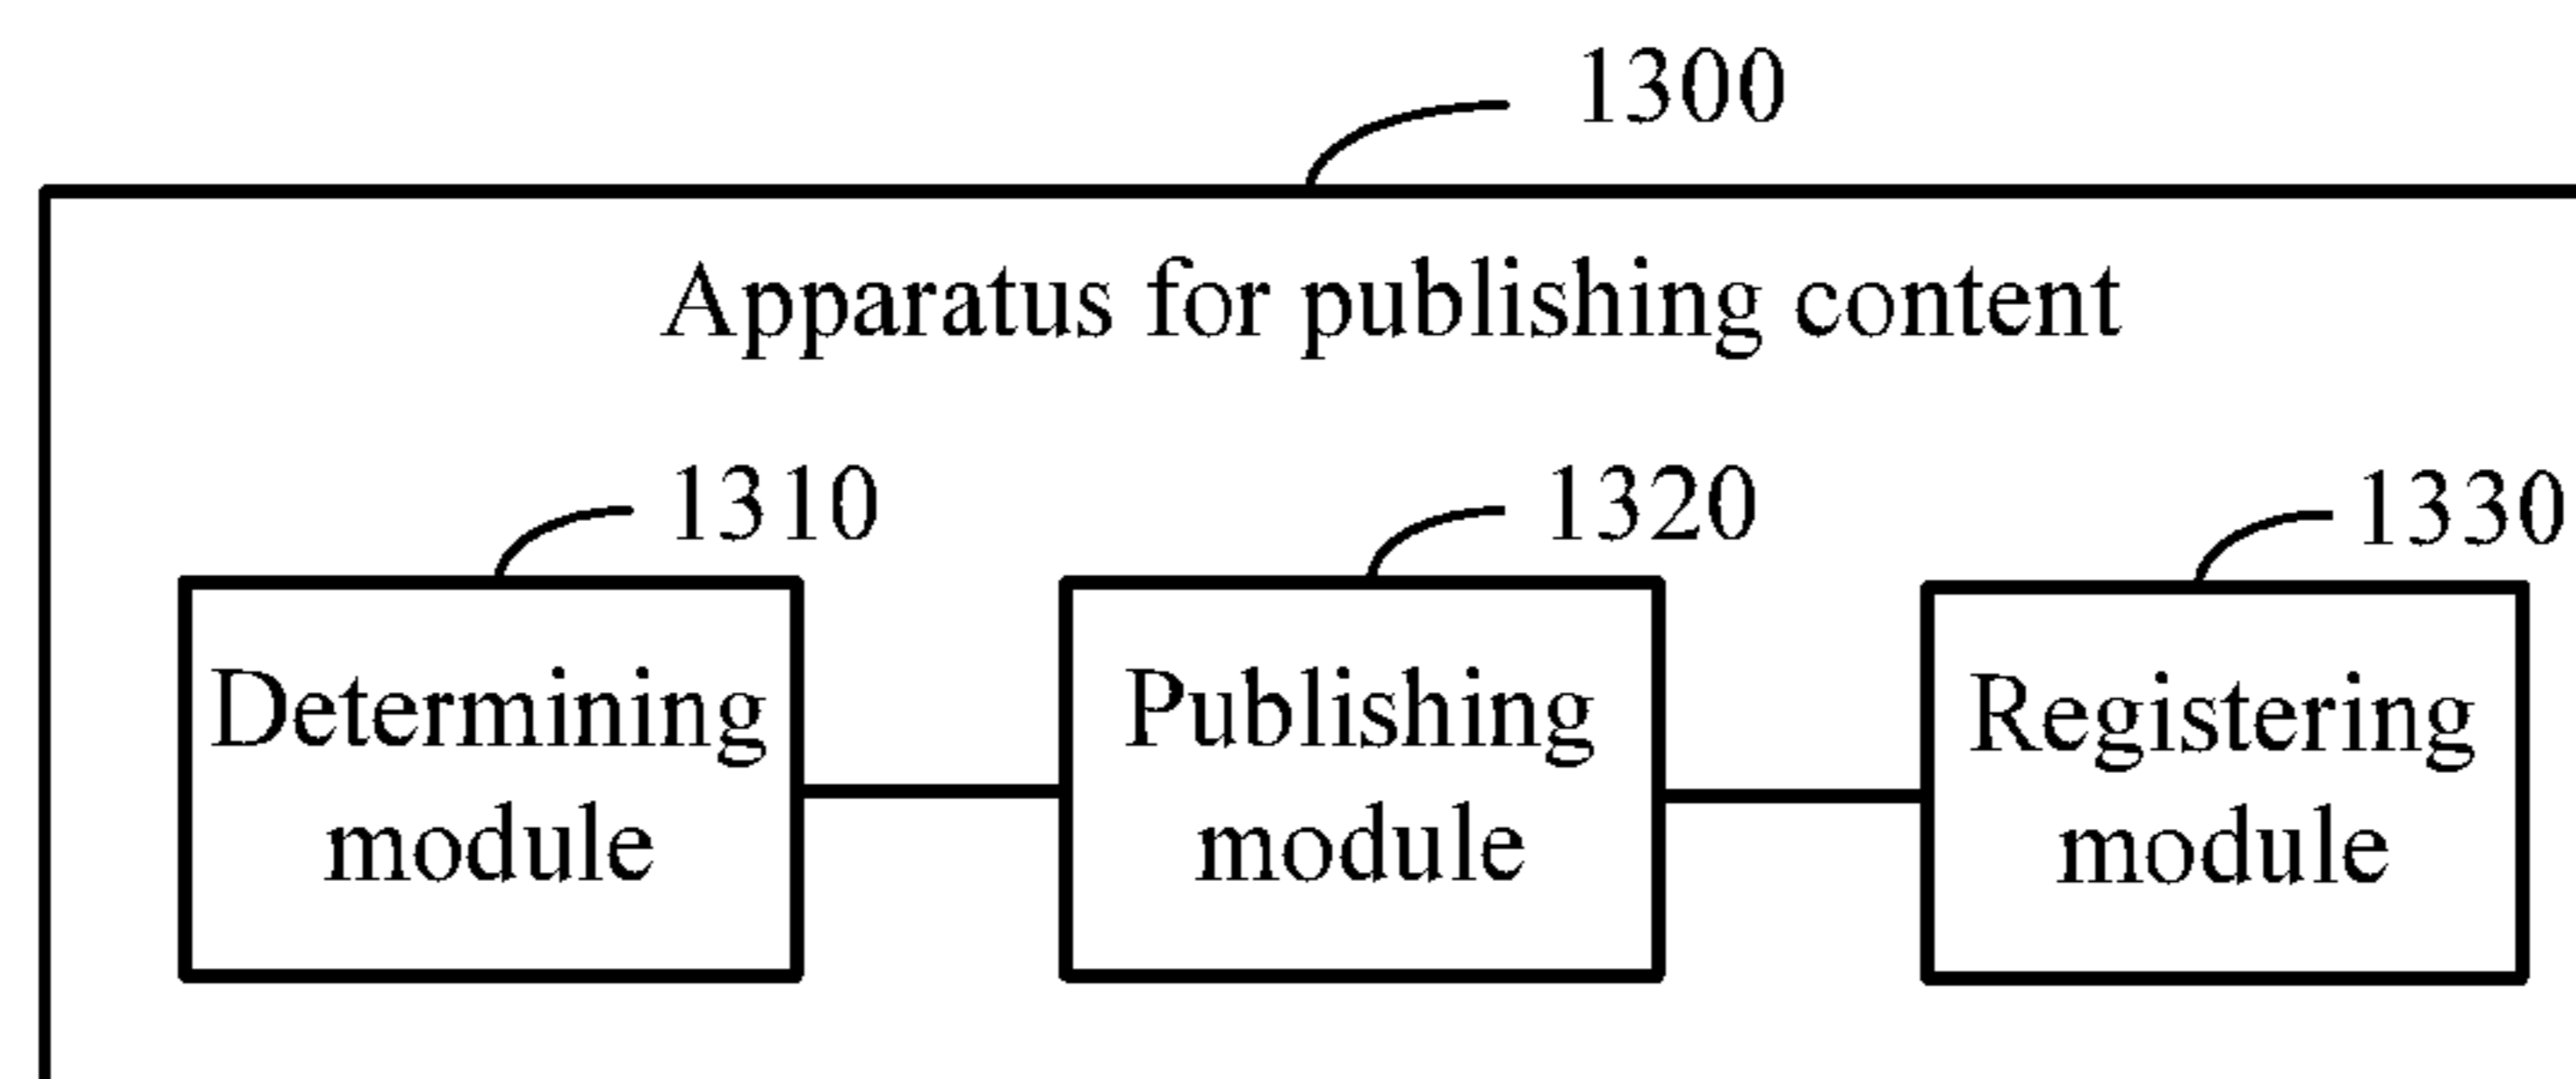 1300
Apparatus for publishing content
1310
1320
1330
Determining
module
Publishing
module
Registering
module